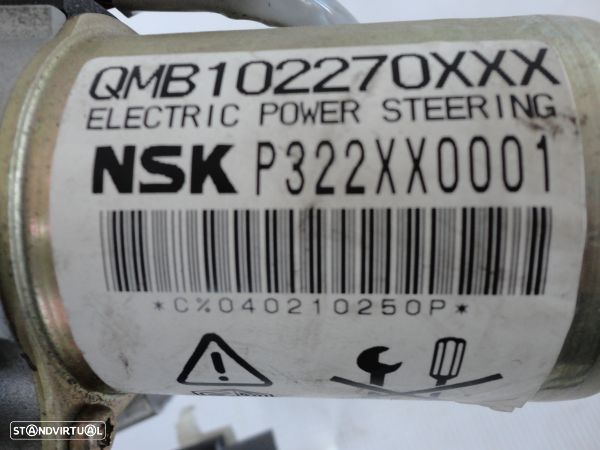 QMB102270XXX
ELECTRIC POWER STEERING
NSK P322XX0001
*C%040210250P*
STANDVIRTUAL